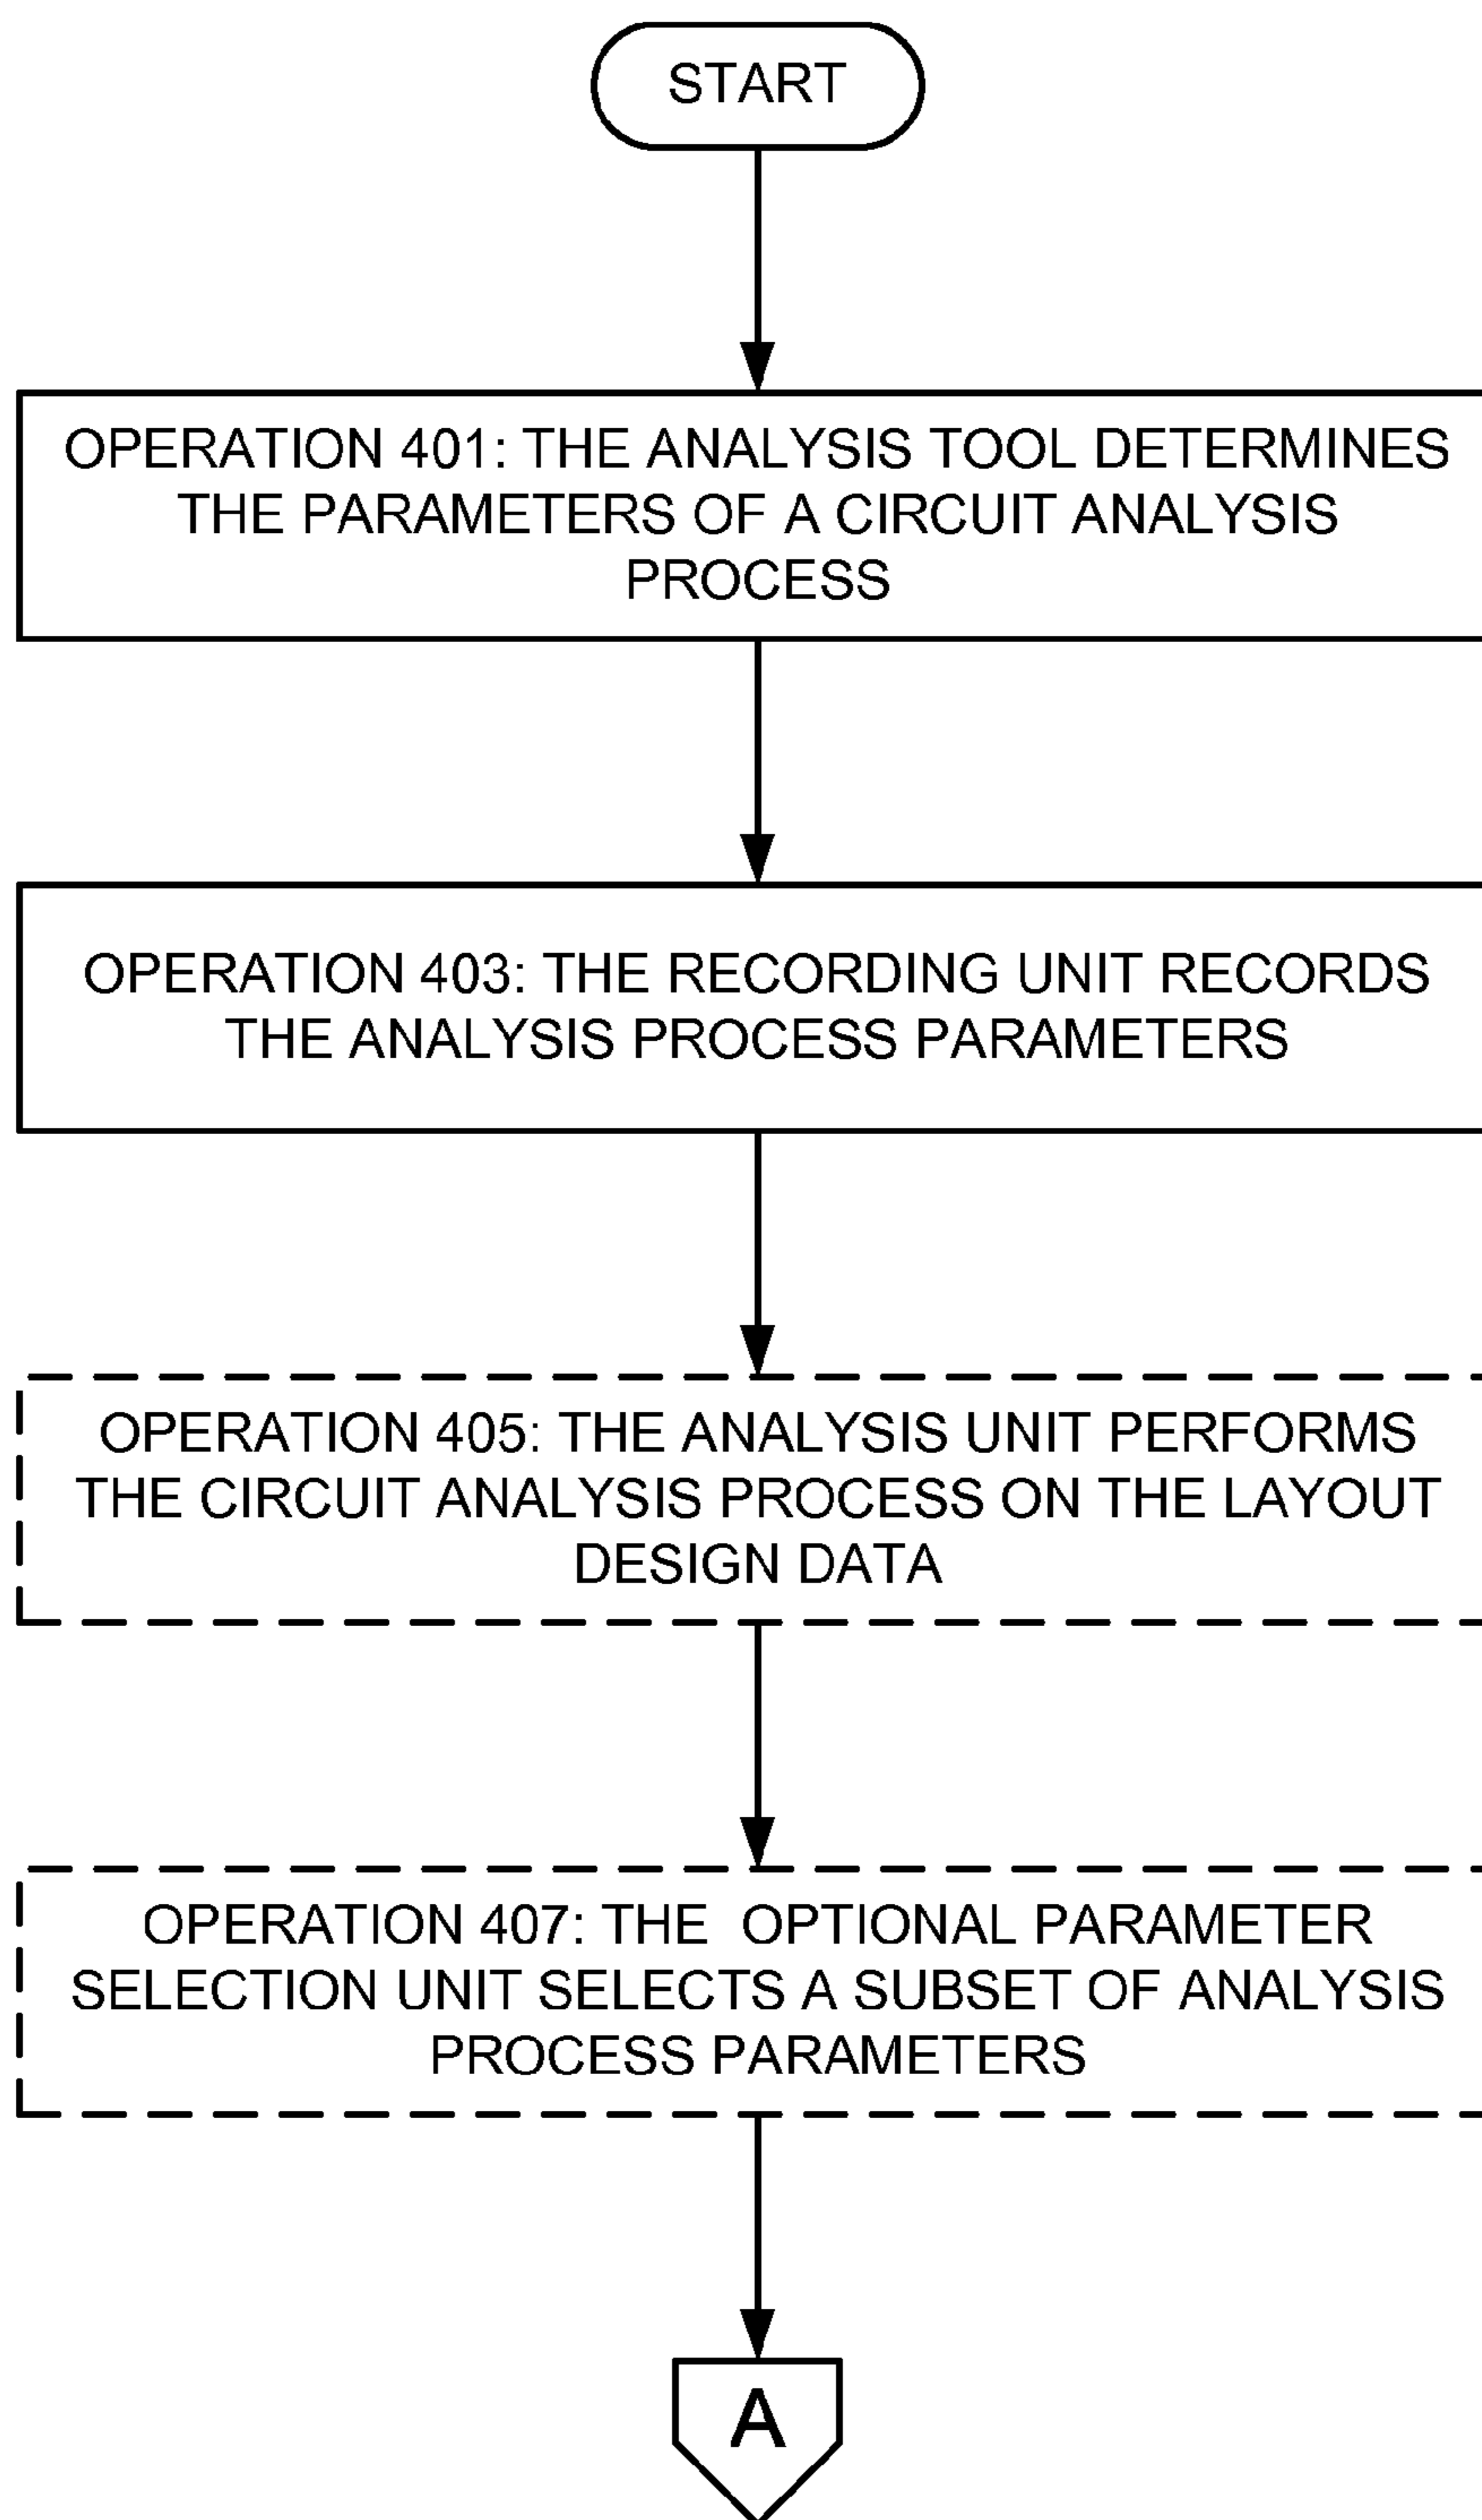 START
OPERATION 401: THE ANALYSIS TOOL DETERMINES
THE PARAMETERS OF A CIRCUIT ANALYSIS
PROCESS
OPERATION 403: THE RECORDING UNIT RECORDS
THE ANALYSIS PROCESS PARAMETERS
OPERATION 405: THE ANALYSIS UNIT PERFORMS
THE CIRCUIT ANALYSIS PROCESS ON THE LAYOUT
DESIGN DATA
OPERATION 407: THE OPTIONAL PARAMETER
SELECTION UNIT SELECTS A SUBSET OF ANALYSIS
PROCESS PARAMETERS
A